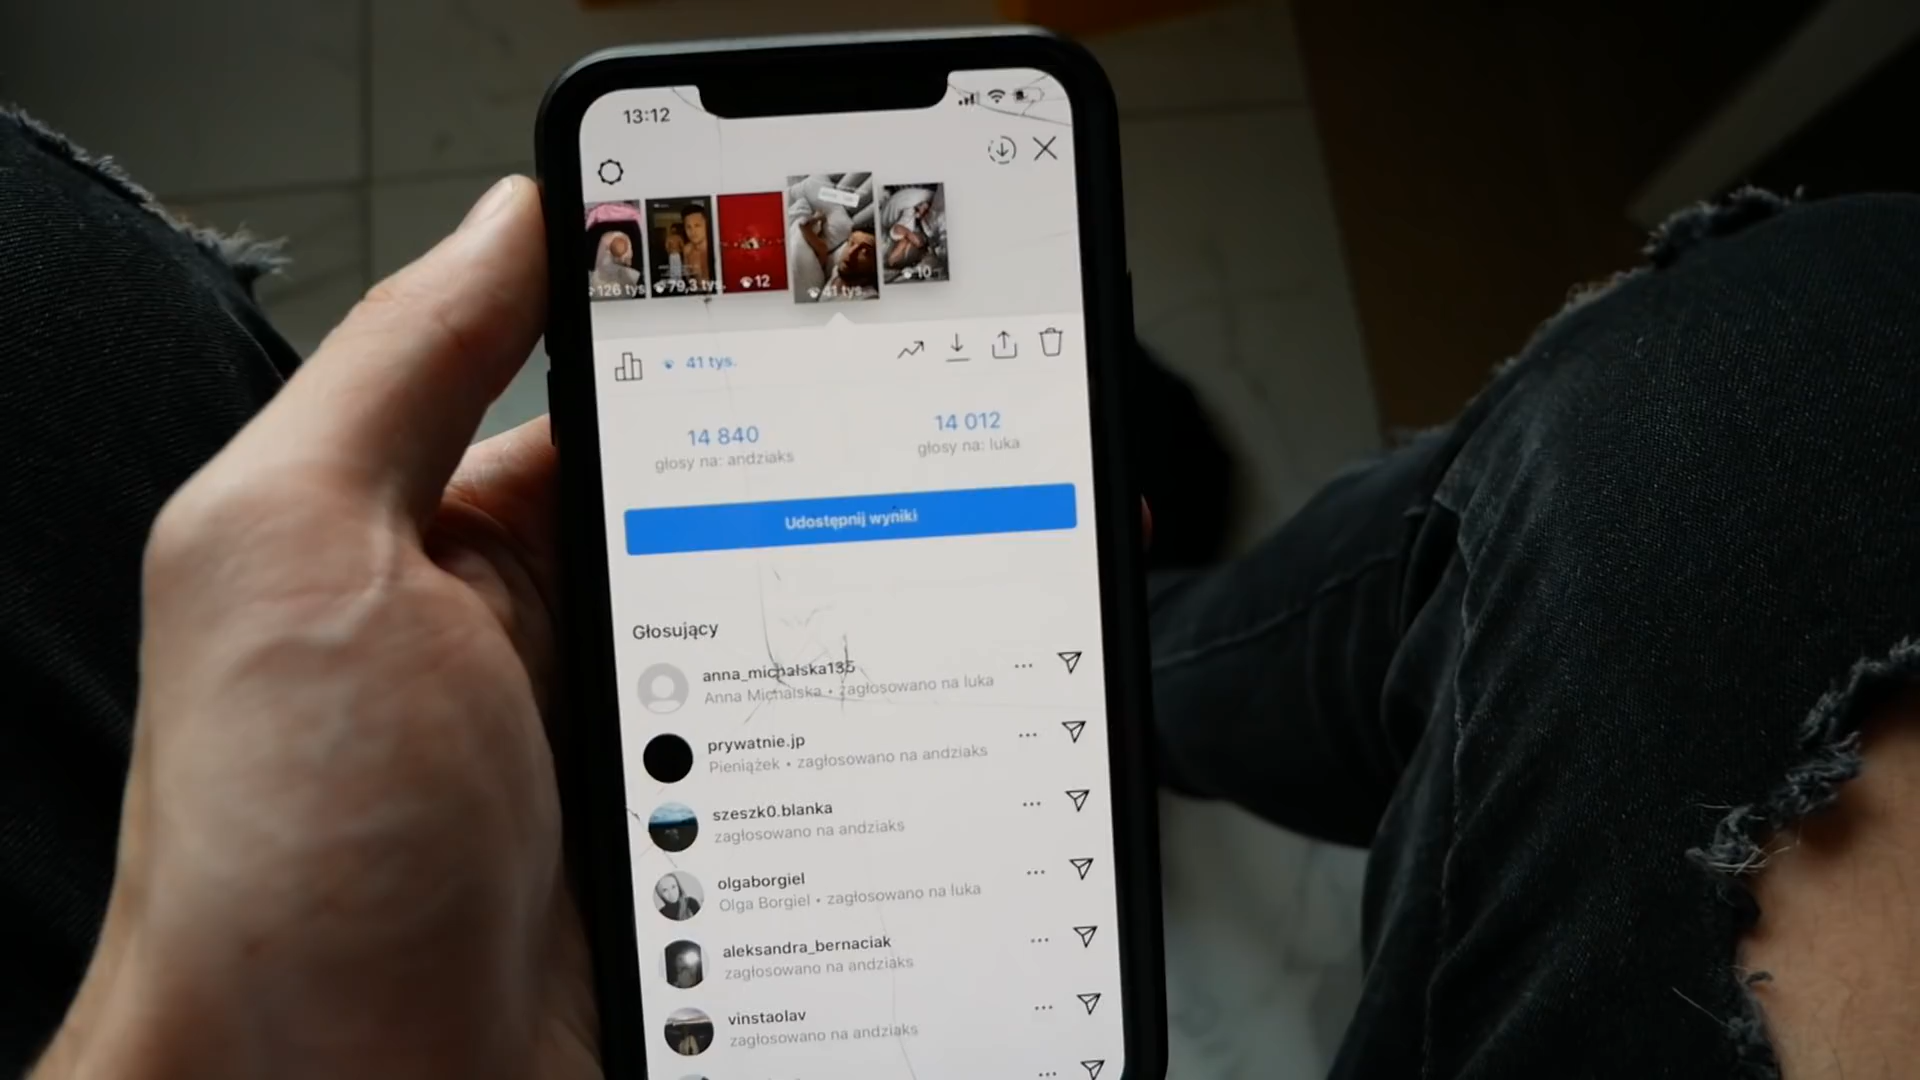 13:12
126 tys.
79,3 tys.
12
41 tys.
10
41 tys.
14 840
głosy na: andziaks
14 012
głosy na: luka
Udostępnij wyniki
Głosujący
anna_michalska135
Anna Michalska • zagłosowano na luka
prywatnie.jp
Pieniążek • zagłosowano na andziaks
szeszk0.blanka
zagłosowano na andziaks
olgaborgiel
Olga Borgiel • zagłosowano na luka
aleksandra_bernaciak
zagłosowano na andziaks
vinstaolav
zagłosowano na andziaks